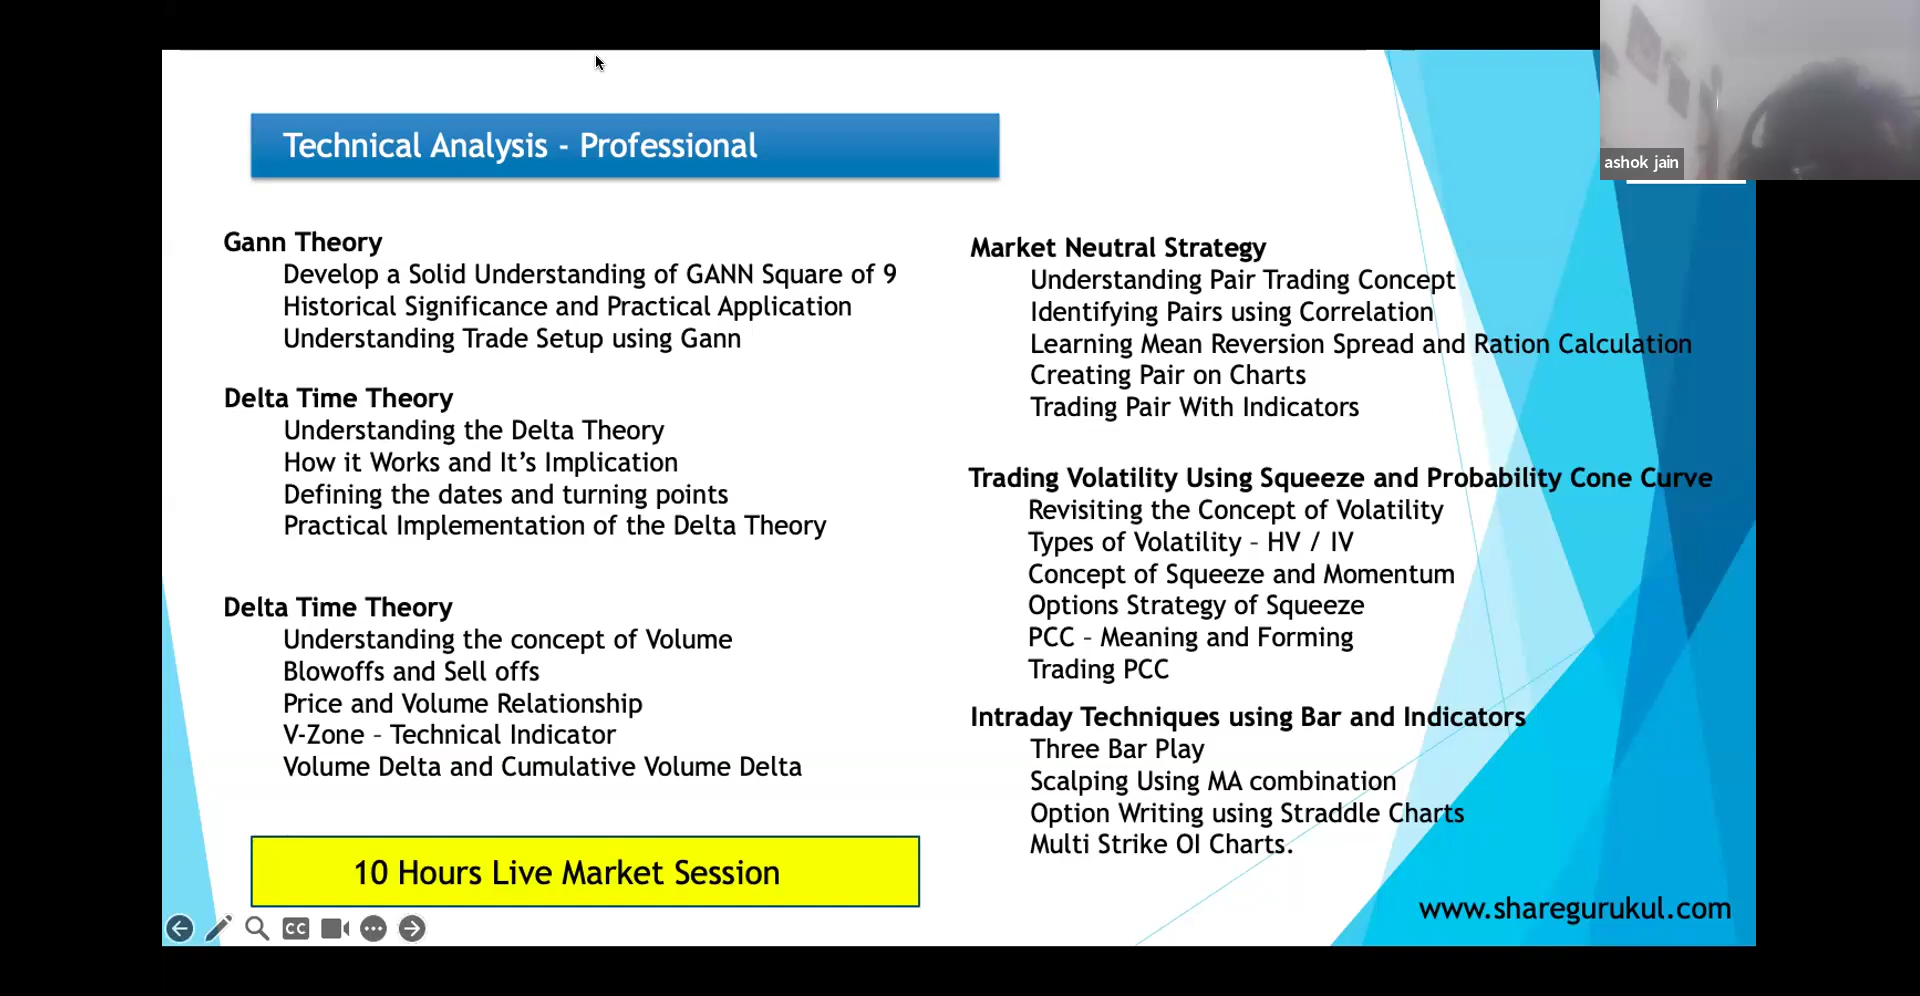 Technical Analysis - Professional
ashok jain
Gann Theory
Develop a Solid Understanding of GANN Square of 9
Historical Significance and Practical Application
Understanding Trade Setup using Gann
Delta Time Theory
Understanding the Delta Theory
How it Works and It’s Implication
Defining the dates and turning points
Practical Implementation of the Delta Theory
Delta Time Theory
Understanding the concept of Volume
Blowoffs and Sell offs
Price and Volume Relationship
V-Zone – Technical Indicator
Volume Delta and Cumulative Volume Delta
10 Hours Live Market Session
Market Neutral Strategy
Understanding Pair Trading Concept
Identifying Pairs using Correlation
Learning Mean Reversion Spread and Ration Calculation
Creating Pair on Charts
Trading Pair With Indicators
Trading Volatility Using Squeeze and Probability Cone Curve
Revisiting the Concept of Volatility
Types of Volatility – HV / IV
Concept of Squeeze and Momentum
Options Strategy of Squeeze
PCC – Meaning and Forming
Trading PCC
Intraday Techniques using Bar and Indicators
Three Bar Play
Scalping Using MA combination
Option Writing using Straddle Charts
Multi Strike OI Charts.
www.sharegurukul.com
CC